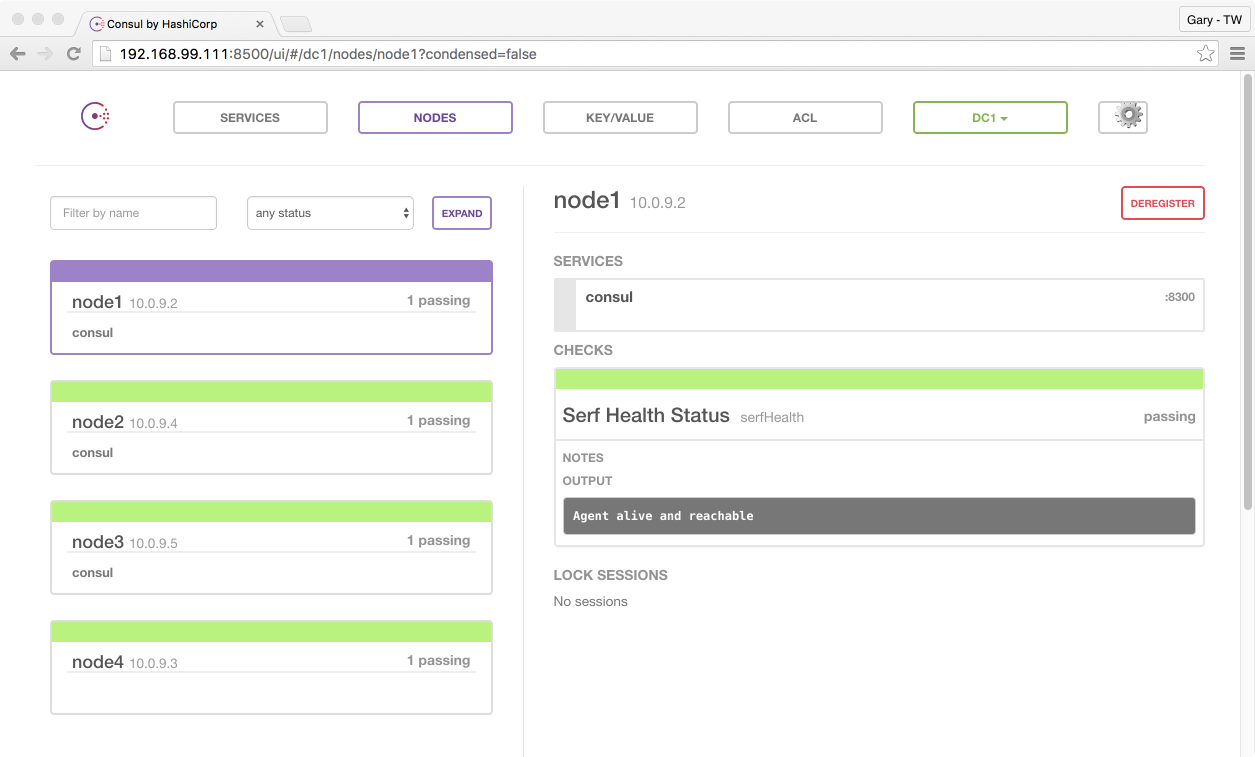 Consul by HashiCorp
Gary - TW
192.168.99.111:8500/ui/#/dc1/nodes/node1?condensed=false
SERVICES
NODES
KEY/VALUE
ACL
DC1
Filter by name
any status
EXPAND
node1 10.0.9.2
1 passing
consul
node2 10.0.9.4
1 passing
consul
node3 10.0.9.5
1 passing
consul
node4 10.0.9.3
1 passing
node1 10.0.9.2
DEREGISTER
SERVICES
consul
:8300
CHECKS
Serf Health Status serfHealth
passing
NOTES
OUTPUT
Agent alive and reachable
LOCK SESSIONS
No sessions